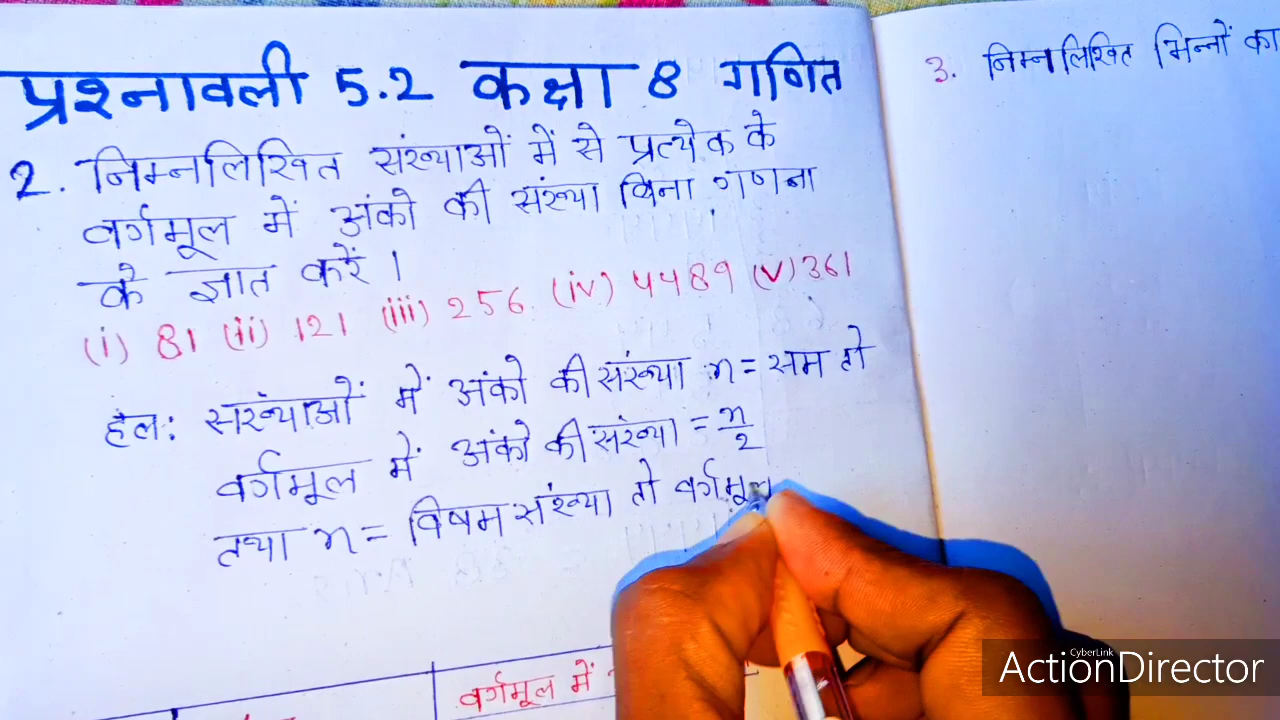 प्रश्नावली 5.2 कक्षा 8 गणित
2. निम्नलिखित संख्याओं में से प्रत्येक के
वर्गमूल में अंको की संख्या बिना गणना
के ज्ञात करें।
(i) 81 (ii) 121 (iii) 256 (iv) 4489 (v) 361
हल: संख्याओं में अंको की संख्या n = सम तो
वर्गमूल में अंको की संख्या = n/2
तथा n = विषम संख्या तो वर्गमूल
वर्गमूल में
3. निम्नलिखित भिन्नों का
CyberLink
ActionDirector